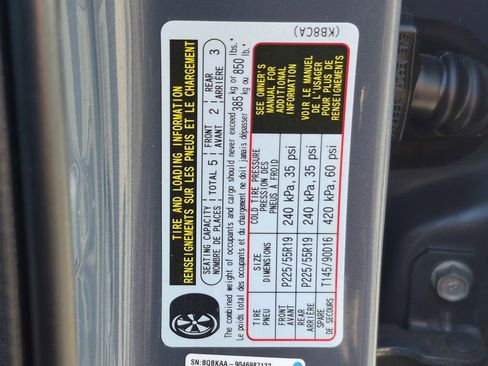 (KB8CA)
TIRE AND LOADING INFORMATION
RENSEIGNEMENTS SUR LES PNEUS ET LE CHARGEMENT
SEATING CAPACITY TOTAL 5 FRONT 2 REAR 3
NOMBRE DE PLACES AVANT ARRIÈRE
The combined weight of occupants and cargo should never exceed 385 kg or 850 lbs.
Le poids total des occupants et du chargement ne doit jamais dépasser
TIRE SIZE COLD TIRE PRESSURE
PNEU DIMENSIONS PRESSION DES
PNEUS À FROID
FRONT P225/55R19 240 kPa, 35 psi
AVANT
REAR P225/55R19 240 kPa, 35 psi
ARRIÈRE
SPARE T145/90D16 420 kPa, 60 psi
DE SECOURS
SEE OWNER'S
MANUAL FOR
ADDITIONAL
INFORMATION
VOIR LE MANUEL
DE L'USAGER
POUR PLUS DE
RENSEIGNEMENTS